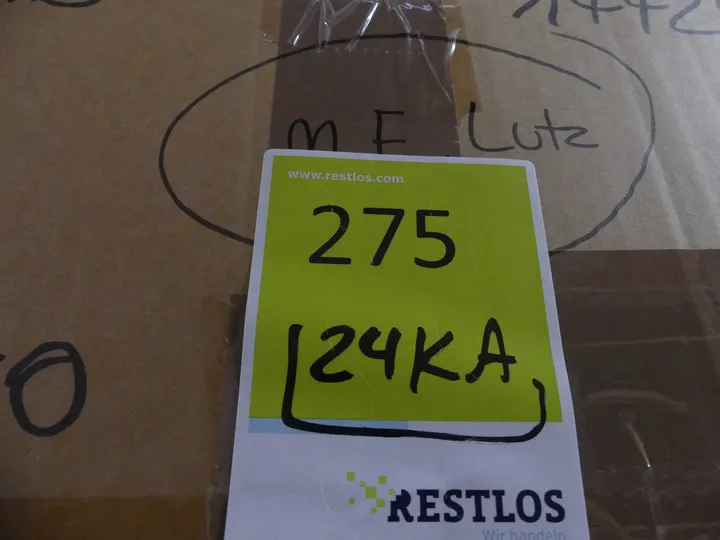 M.F. Lutz
www.restlos.com
275
24KA
RESTLOS
Wir handeln